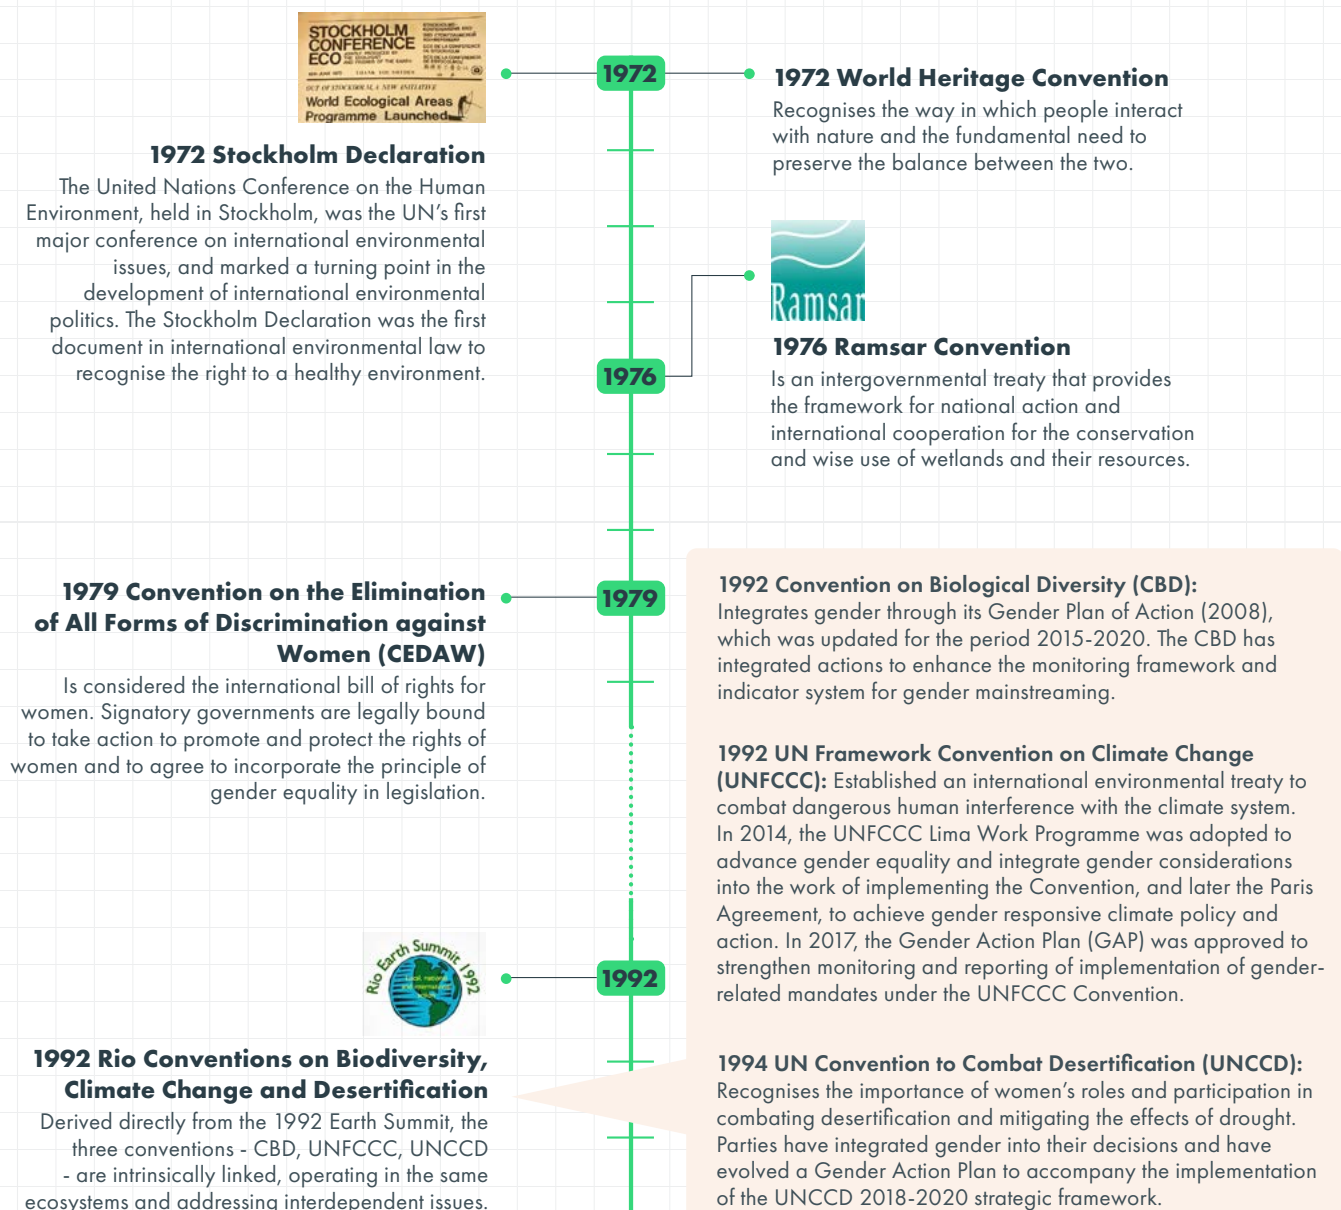 STOCKHOLM
CONFERENCE
ECO
THANK YOU SWEDEN
OUT OF STOCKHOLM, A NEW INITIATIVE
World Ecological Areas
Programme Launched
1972 Stockholm Declaration
The United Nations Conference on the Human
Environment, held in Stockholm, was the UN’s first
major conference on international environmental
issues, and marked a turning point in the
development of international environmental
politics. The Stockholm Declaration was the first
document in international environmental law to
recognise the right to a healthy environment.
1972
1972 World Heritage Convention
Recognises the way in which people interact
with nature and the fundamental need to
preserve the balance between the two.
Ramsar
1976
1976 Ramsar Convention
Is an intergovernmental treaty that provides
the framework for national action and
international cooperation for the conservation
and wise use of wetlands and their resources.
1979 Convention on the Elimination
of All Forms of Discrimination against
Women (CEDAW)
Is considered the international bill of rights for
women. Signatory governments are legally bound
to take action to promote and protect the rights of
women and to agree to incorporate the principle of
gender equality in legislation.
1979
Rio Earth Summit 1992
1992
1992 Rio Conventions on Biodiversity,
Climate Change and Desertification
Derived directly from the 1992 Earth Summit, the
three conventions - CBD, UNFCCC, UNCCD
- are intrinsically linked, operating in the same
ecosystems and addressing interdependent issues.
1992 Convention on Biological Diversity (CBD):
Integrates gender through its Gender Plan of Action (2008),
which was updated for the period 2015-2020. The CBD has
integrated actions to enhance the monitoring framework and
indicator system for gender mainstreaming.
1992 UN Framework Convention on Climate Change
(UNFCCC): Established an international environmental treaty to
combat dangerous human interference with the climate system.
In 2014, the UNFCCC Lima Work Programme was adopted to
advance gender equality and integrate gender considerations
into the work of implementing the Convention, and later the Paris
Agreement, to achieve gender responsive climate policy and
action. In 2017, the Gender Action Plan (GAP) was approved to
strengthen monitoring and reporting of implementation of gender-
related mandates under the UNFCCC Convention.
1994 UN Convention to Combat Desertification (UNCCD):
Recognises the importance of women’s roles and participation in
combating desertification and mitigating the effects of drought.
Parties have integrated gender into their decisions and have
evolved a Gender Action Plan to accompany the implementation
of the UNCCD 2018-2020 strategic framework.